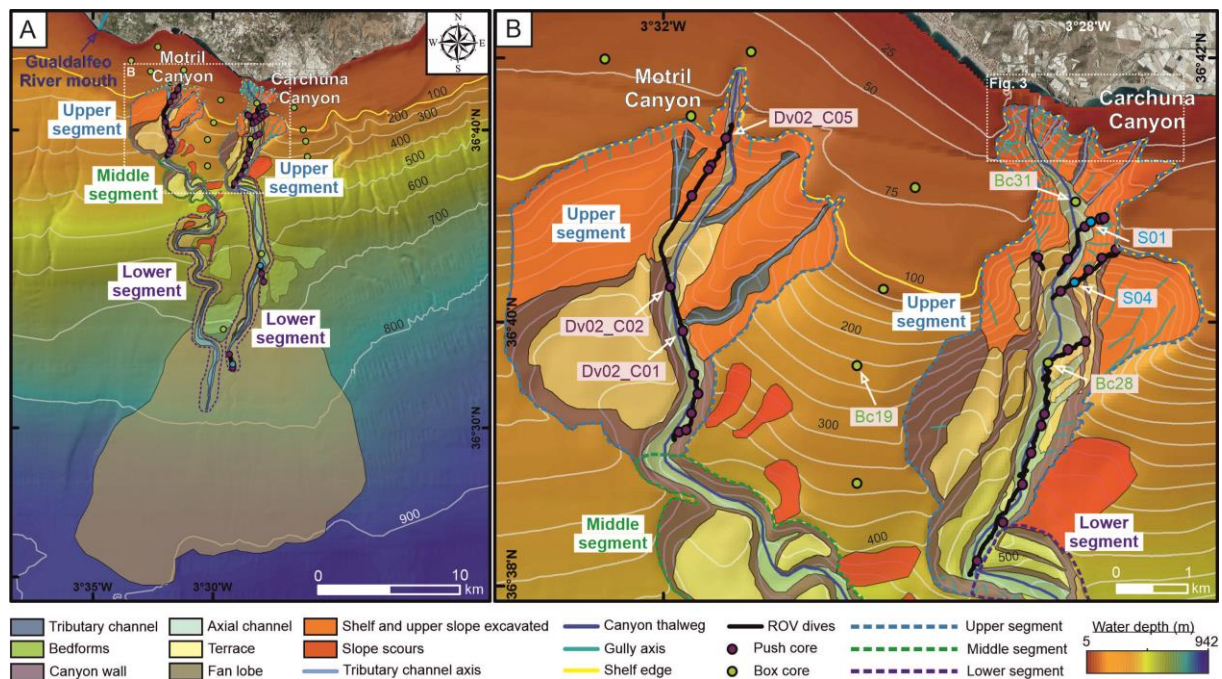 A
Gualdalfeo
River mouth
Motril
Canyon
Carchuna
Canyon
N
W E
S
B
100
200
300
400
500
600
700
800
900
Upper
segment
Middle
segment
Upper
segment
Lower
segment
Lower
segment
36°40'N
36°30'N
3°35'W
3°30'W
0 10
km
B
3°32'W
3°28'W
36°42'N
36°40'N
36°38'N
Motril
Canyon
25
50
75
100
200
300
400
500
Fig. 3
Carchuna
Canyon
Dv02_C05
Bc31
S01
S04
Upper
segment
Upper
segment
Dv02_C02
Dv02_C01
Bc19
Bc28
Middle
segment
Lower
segment
0 1
km
Tributary channel
Axial channel
Shelf and upper slope excavated
Canyon thalweg
ROV dives
Upper segment
Water depth (m)
Bedforms
Terrace
Slope scours
Gully axis
Push core
Middle segment
5 942
Canyon wall
Fan lobe
Tributary channel axis
Shelf edge
Box core
Lower segment